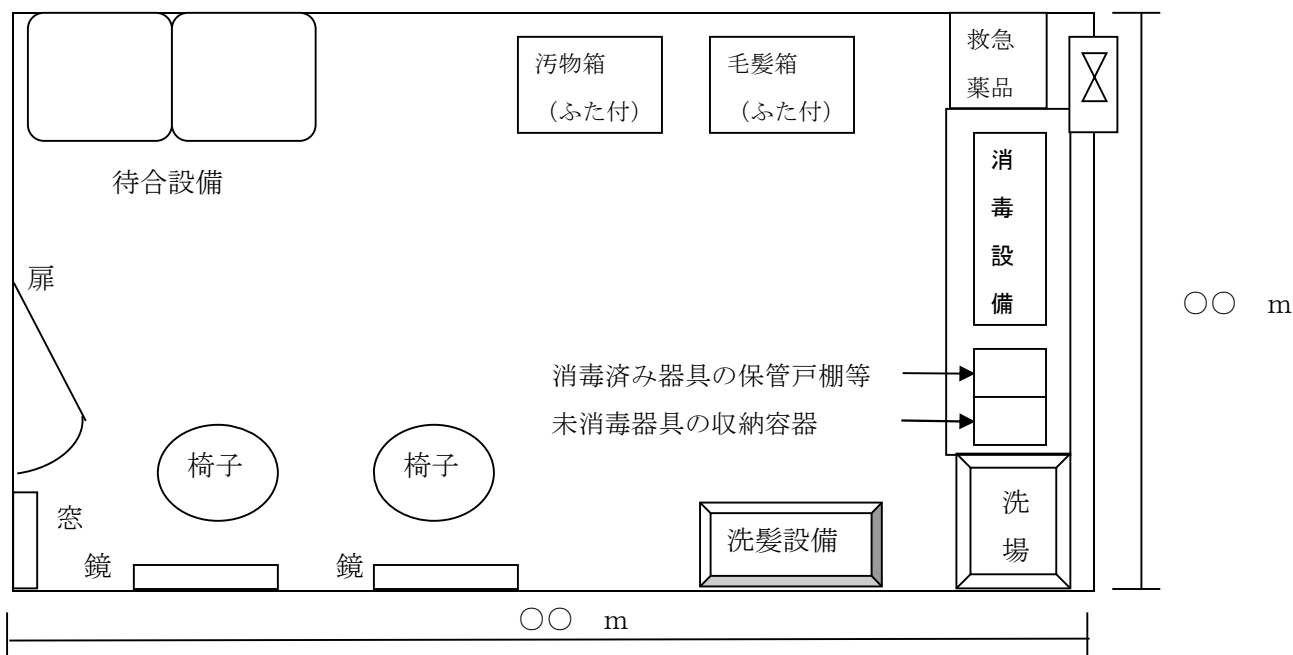 汚物箱
（ふた付）
毛髪箱
（ふた付）
救急
薬品
待合設備
消
毒
設
備
扉
○○　m
消毒済み器具の保管戸棚等
未消毒器具の収納容器
椅子
椅子
窓
鏡
鏡
洗髪設備
洗
場
○○　m